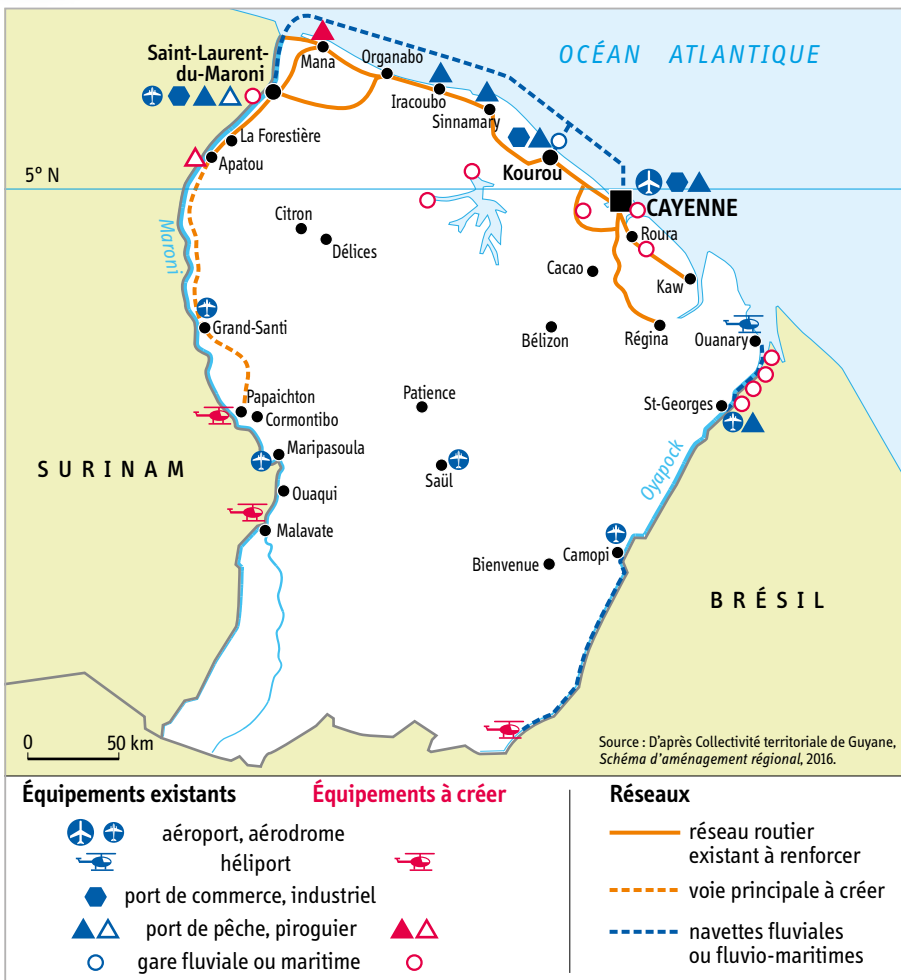 OCÉAN ATLANTIQUE
Saint-Laurent-
du-Maroni
Mana
Organabo
Iracoubo
Sinnamary
La Forestière
Apatou
Kourou
5° N
CAYENNE
Maroni
Citron
Délices
Roura
Cacao
Kaw
Grand-Santi
Bélizon
Régina
Ouanary
Papaichton
Cormontibo
Patience
St-Georges
Maripasoula
SURINAM
Saül
Oyapock
Ouaqui
Malavate
Bienvenue
Camopi
BRÉSIL
0 50 km
Source : D'après Collectivité territoriale de Guyane,
Schéma d'aménagement régional, 2016.
Équipements existants
Équipements à créer
aéroport, aérodrome
héliport
port de commerce, industriel
port de pêche, piroguier
gare fluviale ou maritime
Réseaux
réseau routier
existant à renforcer
voie principale à créer
navettes fluviales
ou fluvio-maritimes